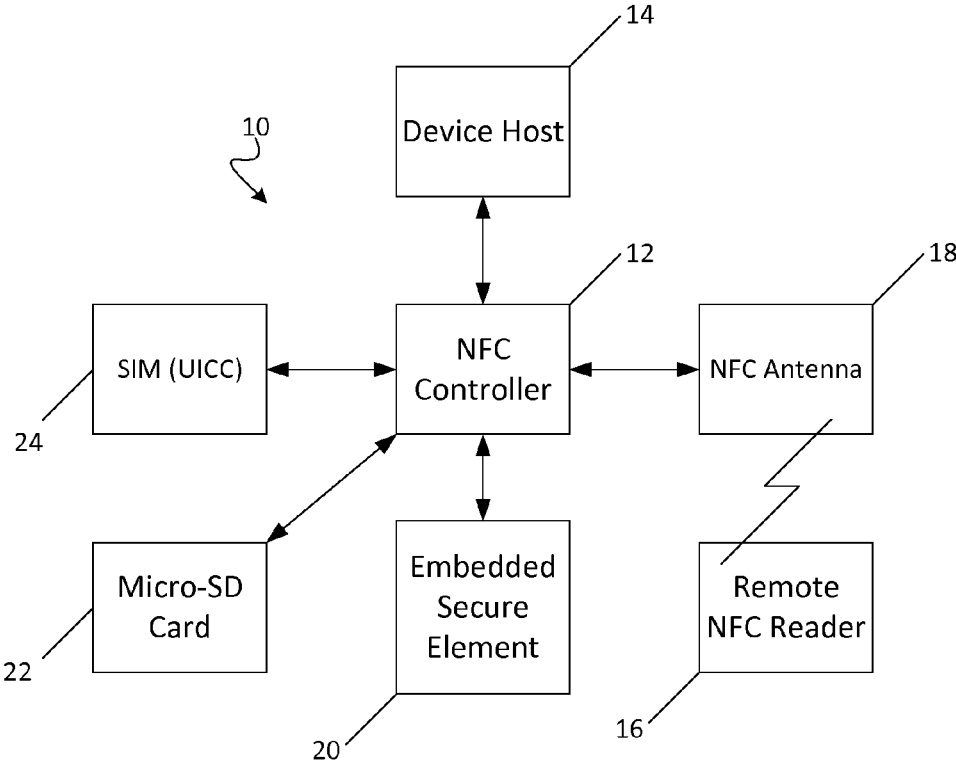 14
Device Host
10
12
18
SIM (UICC)
NFC
Controller
NFC Antenna
24
Micro-SD
Card
Embedded
Secure
Element
Remote
NFC Reader
22
20
16